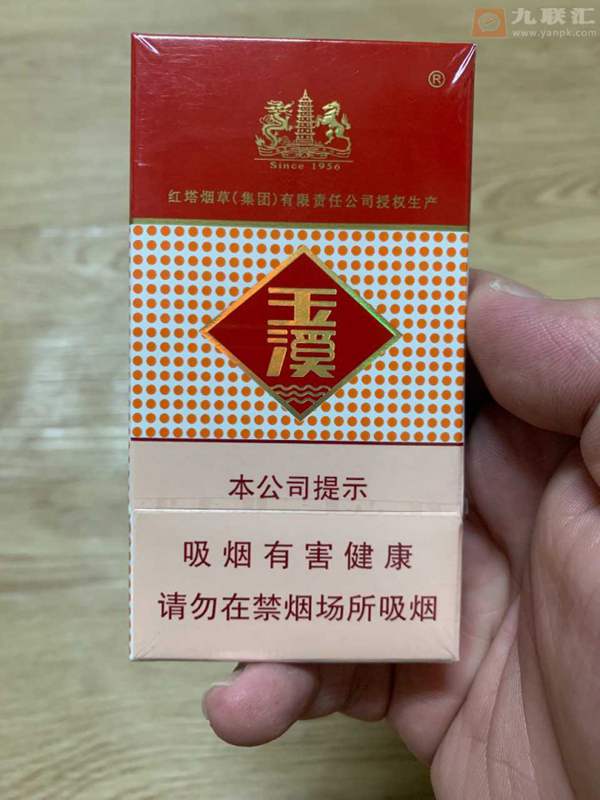 九联汇
www.yanpk.com
®
Since 1956
红塔烟草(集团)有限责任公司授权生产
玉
溪
本公司提示
吸烟有害健康
请勿在禁烟场所吸烟